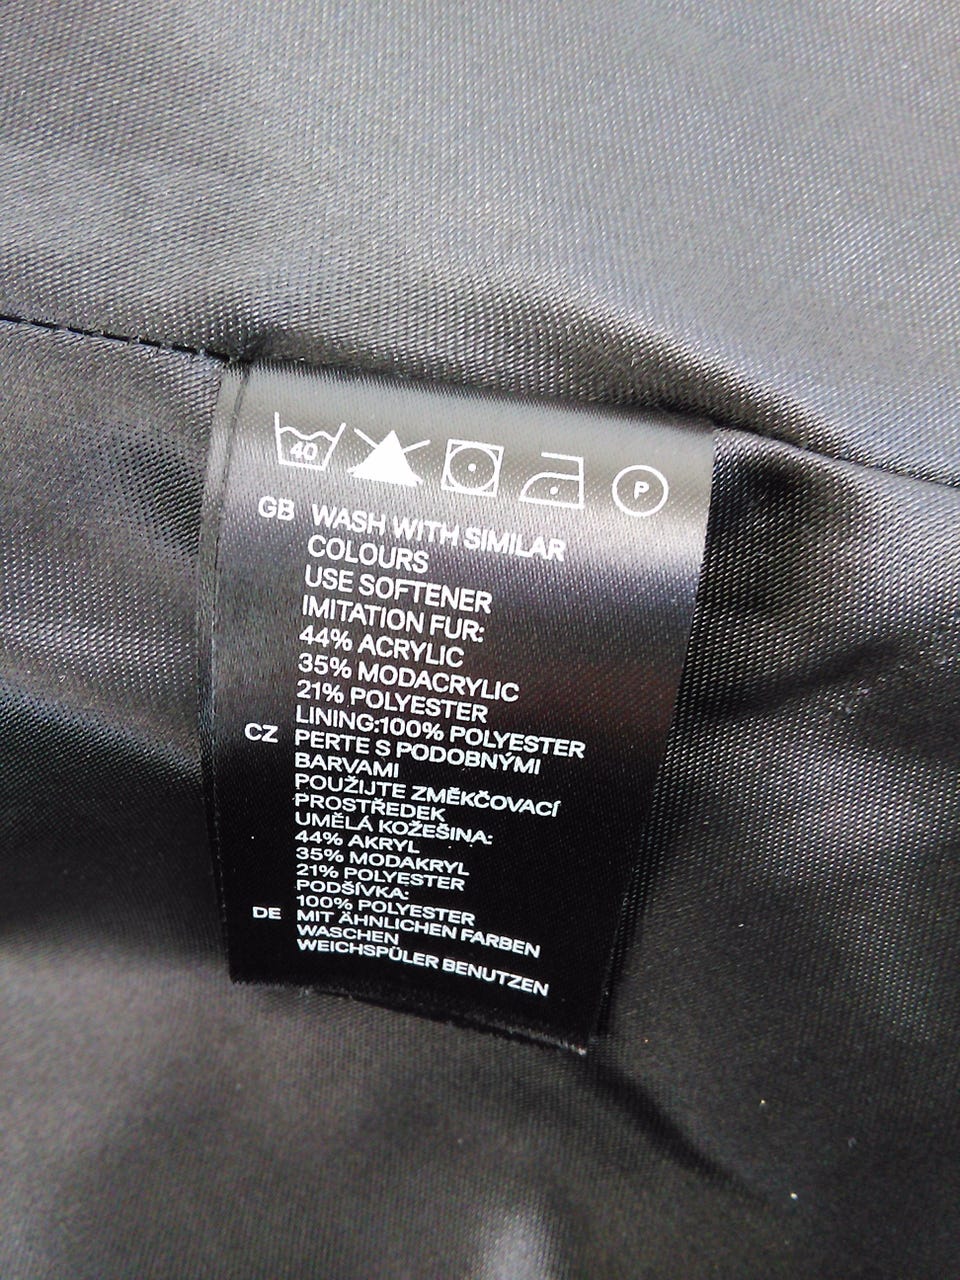 40
P
GB WASH WITH SIMILAR
COLOURS
USE SOFTENER
IMITATION FUR:
44% ACRYLIC
35% MODACRYLIC
21% POLYESTER
LINING:100% POLYESTER
CZ PERTE S PODOBNÝMI
BARVAMI
POUŽIJTE ZMĚKČOVACÍ
PROSTŘEDEK
UMĚLÁ KOŽEŠINA:
44% AKRYL
35% MODAKRYL
21% POLYESTER
PODŠÍVKA:
100% POLYESTER
DE MIT ÄHNLICHEN FARBEN
WASCHEN
WEICHSPÜLER BENUTZEN